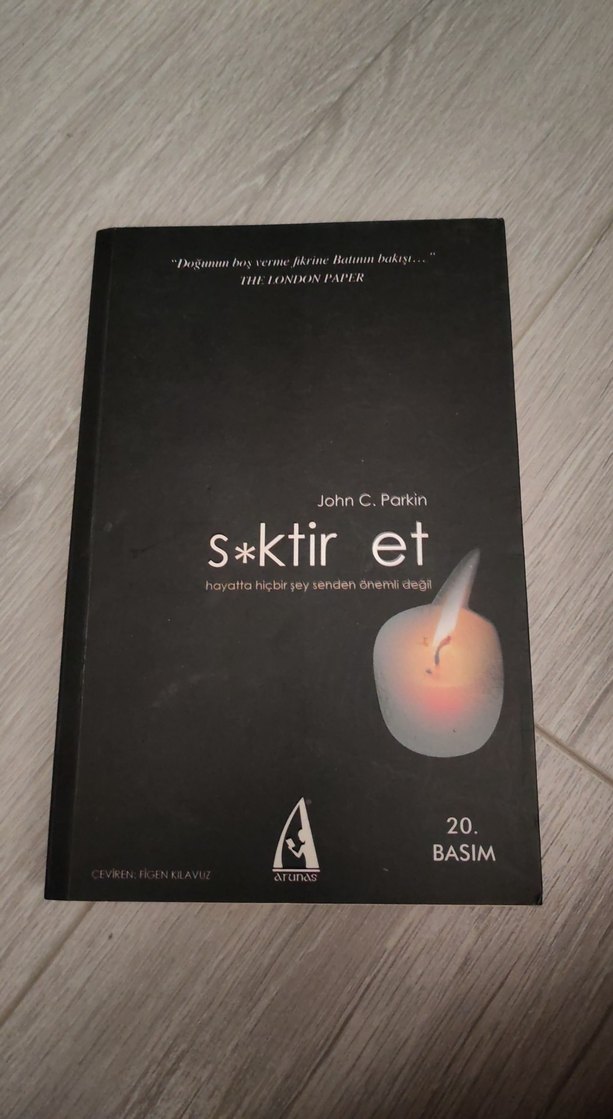 “Doğunun boş verme fikrine Batının bakışı...”
THE LONDON PAPER
John C. Parkin
s*ktir et
hayatta hiçbir şey senden önemli değil
20.
BASIM
arunas
ÇEVİREN: FİGEN KILAVUZ